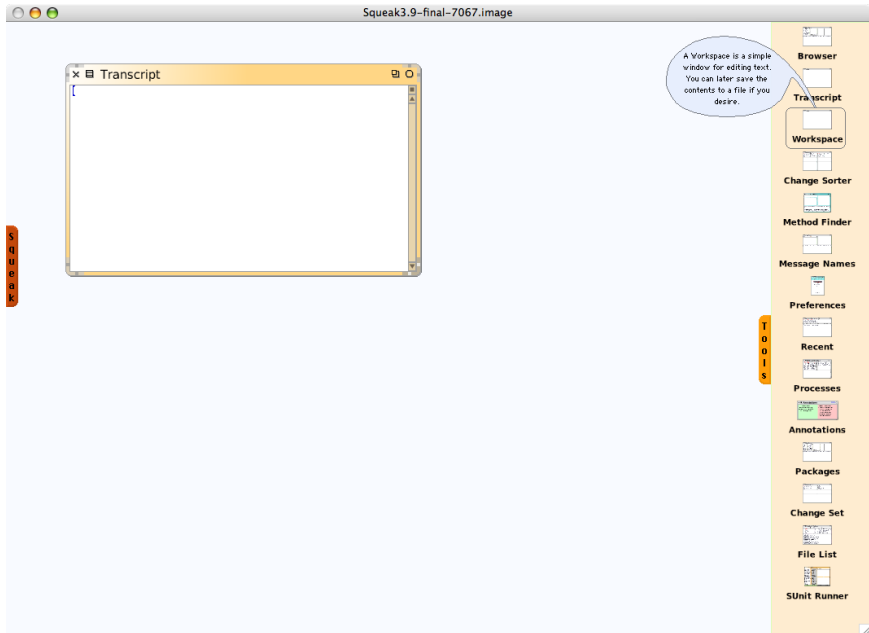 Squeak3.9-final-7067.image
Transcript
Squeak
A Workspace is a simple
window for editing text.
You can later save the
contents to a file if you
desire.
Tools
Browser
Transcript
Workspace
Change Sorter
Method Finder
Message Names
Preferences
Recent
Processes
Annotations
Packages
Change Set
File List
SUnit Runner